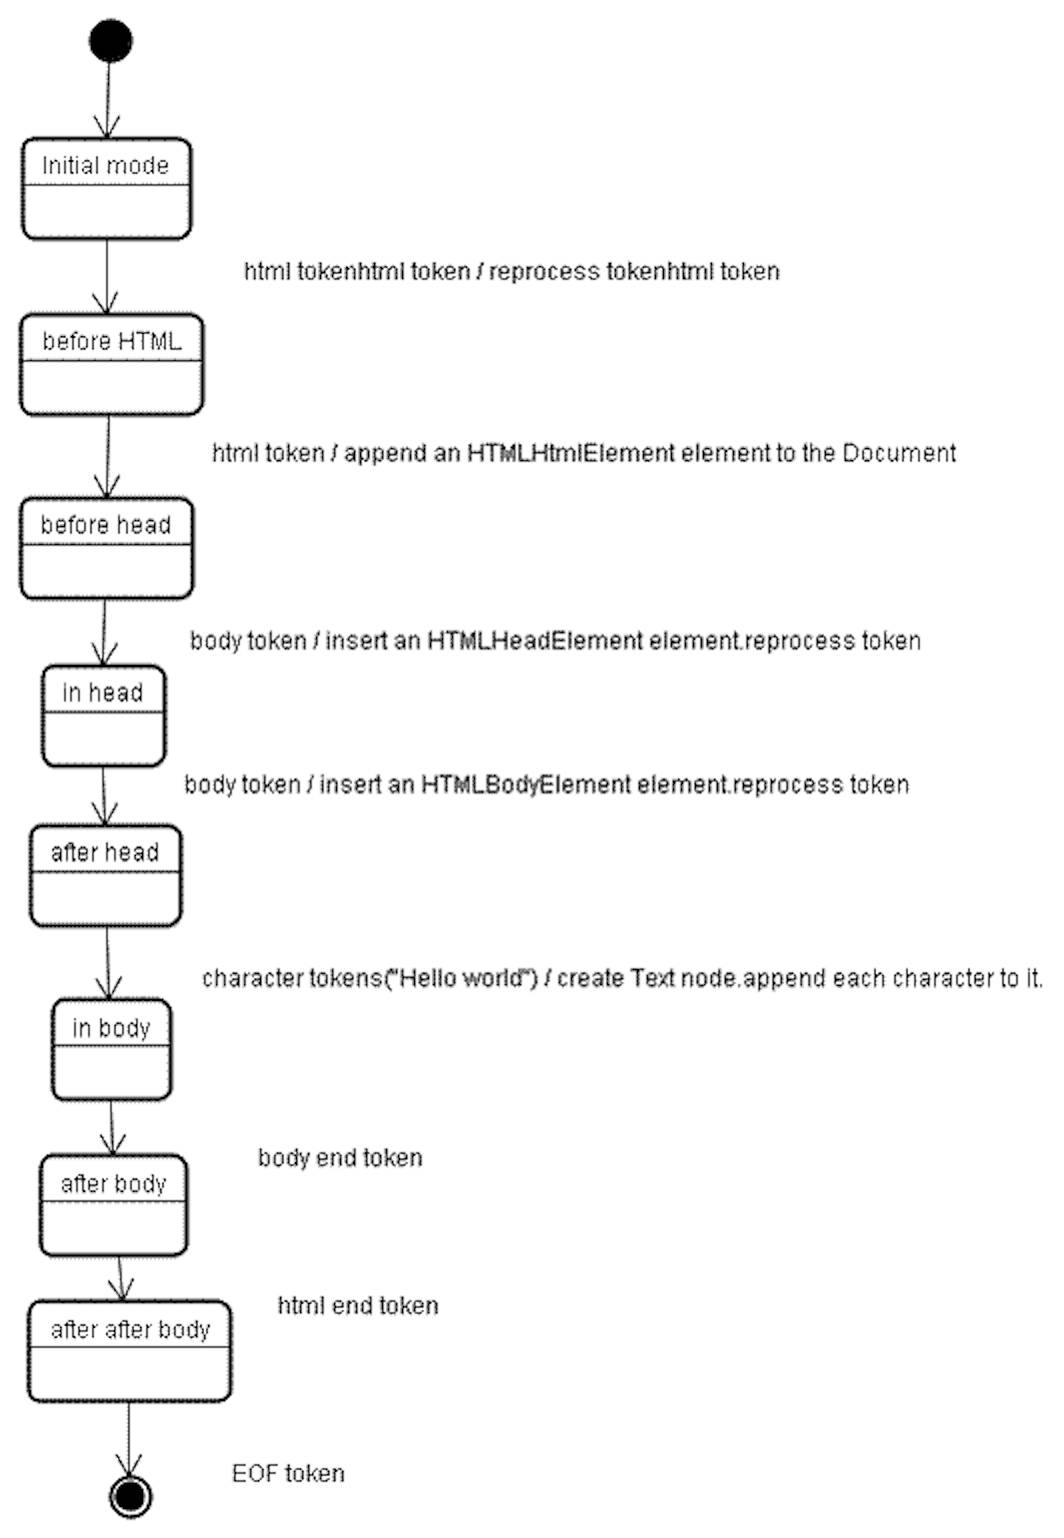 Initial mode
html tokenhtml token / reprocess tokenhtml token
before HTML
html token / append an HTMLHtmlElement element to the Document
before head
body token / insert an HTMLHeadElement element.reprocess token
in head
body token / insert an HTMLBodyElement element.reprocess token
after head
character tokens("Hello world") / create Text node.append each character to it.
in body
body end token
after body
html end token
after after body
EOF token